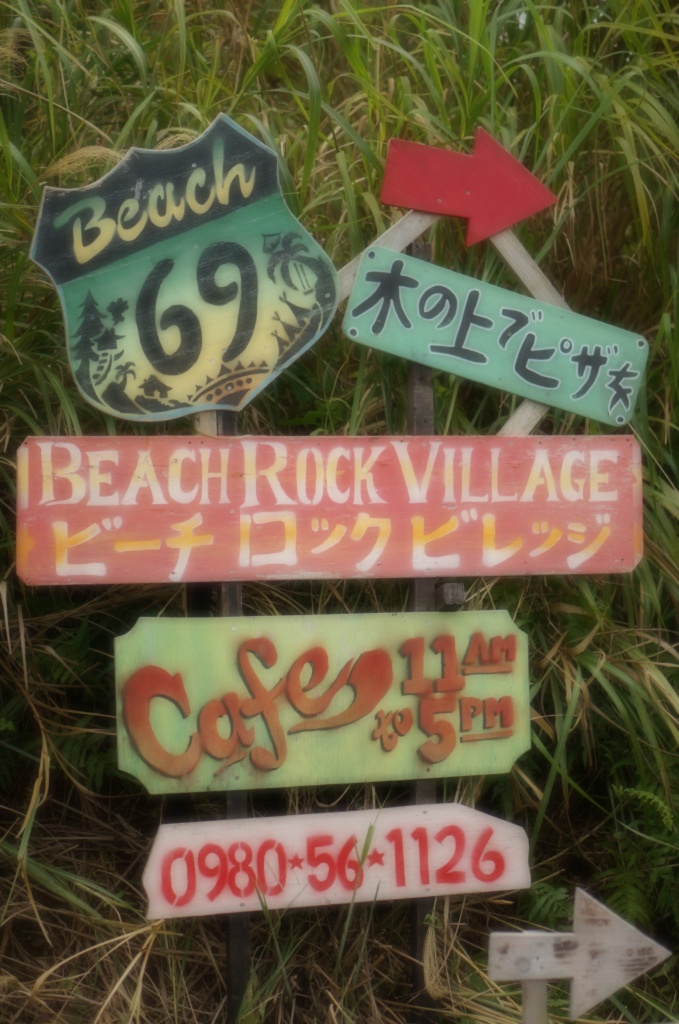 Beach
69
木の上でピザを
BEACH ROCK VILLAGE
ビーチ ロック ビレッジ
Cafe 11AM
to 5PM
0980★56★1126